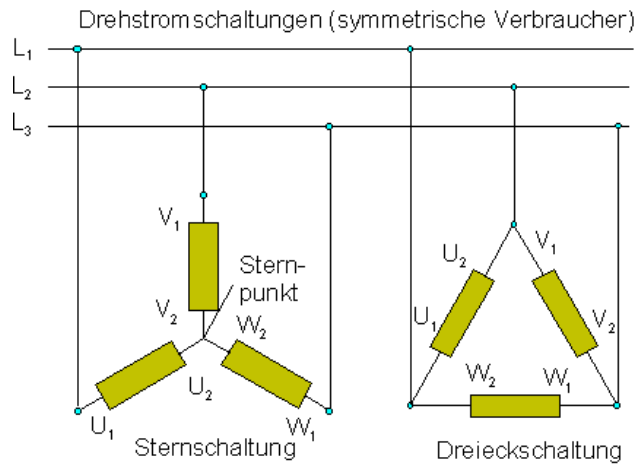 Drehstromschaltungen (symmetrische Verbraucher)
L₁
L₂
L₃
V₁
V₂
Stern-
punkt
W₂
U₂
U₁
W₁
Sternschaltung
U₂
V₁
U₁
V₂
W₂
W₁
Dreieckschaltung